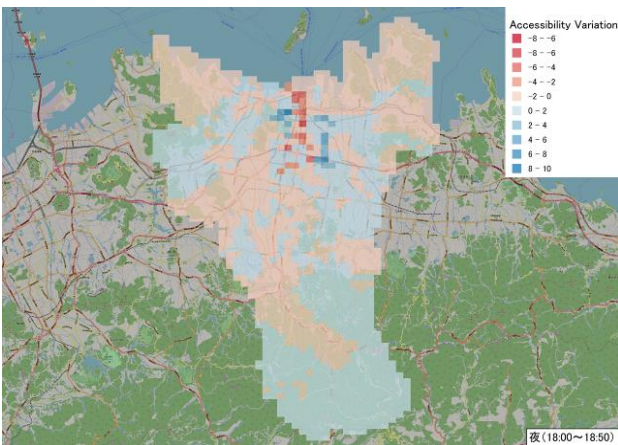 Accessibility Variation
-8 - -6
-8 - -6
-6 - -4
-4 - -2
-2 - 0
0 - 2
2 - 4
4 - 6
6 - 8
8 - 10
夜(18:00～18:50)